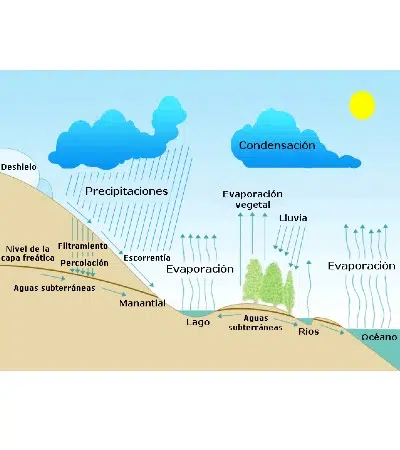 Condensación
Deshielo
Precipitaciones
Evaporación
vegetal
Lluvia
Nivel de la
capa freática
Filtramiento
Percolación
Escorrentía
Evaporación
Evaporación
Aguas subterráneas
Manantial
Lago
Aguas
subterráneas
Ríos
Océano